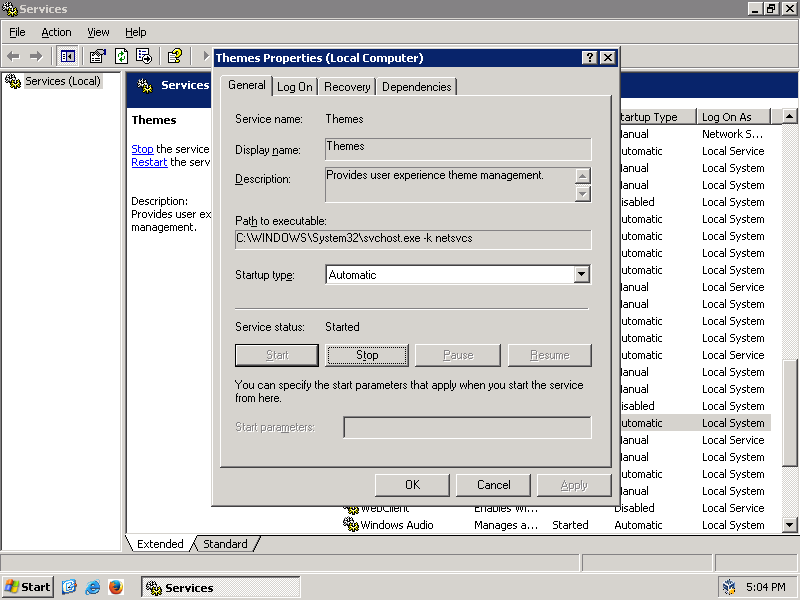 Services
File Action View Help
Services (Local)
Services
Themes
Stop the service
Restart the serv
Description:
Provides user ex
management.
Themes Properties (Local Computer)
General Log On Recovery Dependencies
Service name: Themes
Display name: Themes
Description: Provides user experience theme management.
Path to executable:
C:\WINDOWS\System32\svchost.exe -k netsvcs
Startup type: Automatic
Service status: Started
Start Stop Pause Resume
You can specify the start parameters that apply when you start the service
from here.
Start parameters:
OK Cancel Apply
tartup Type Log On As
anual Network S...
utomatic Local Service
anual Local Service
anual Local System
isabled Local System
utomatic Local System
anual Local System
utomatic Local System
utomatic Local System
anual Local Service
anual Local System
utomatic Local System
utomatic Local System
utomatic Local Service
anual Local System
anual Local System
isabled Local System
utomatic Local System
anual Local Service
anual Local System
utomatic Local System
anual Local System
WebClient Enables Wi... Disabled Local Service
Windows Audio Manages a... Started Automatic Local System
Extended Standard
Start Services 5:04 PM